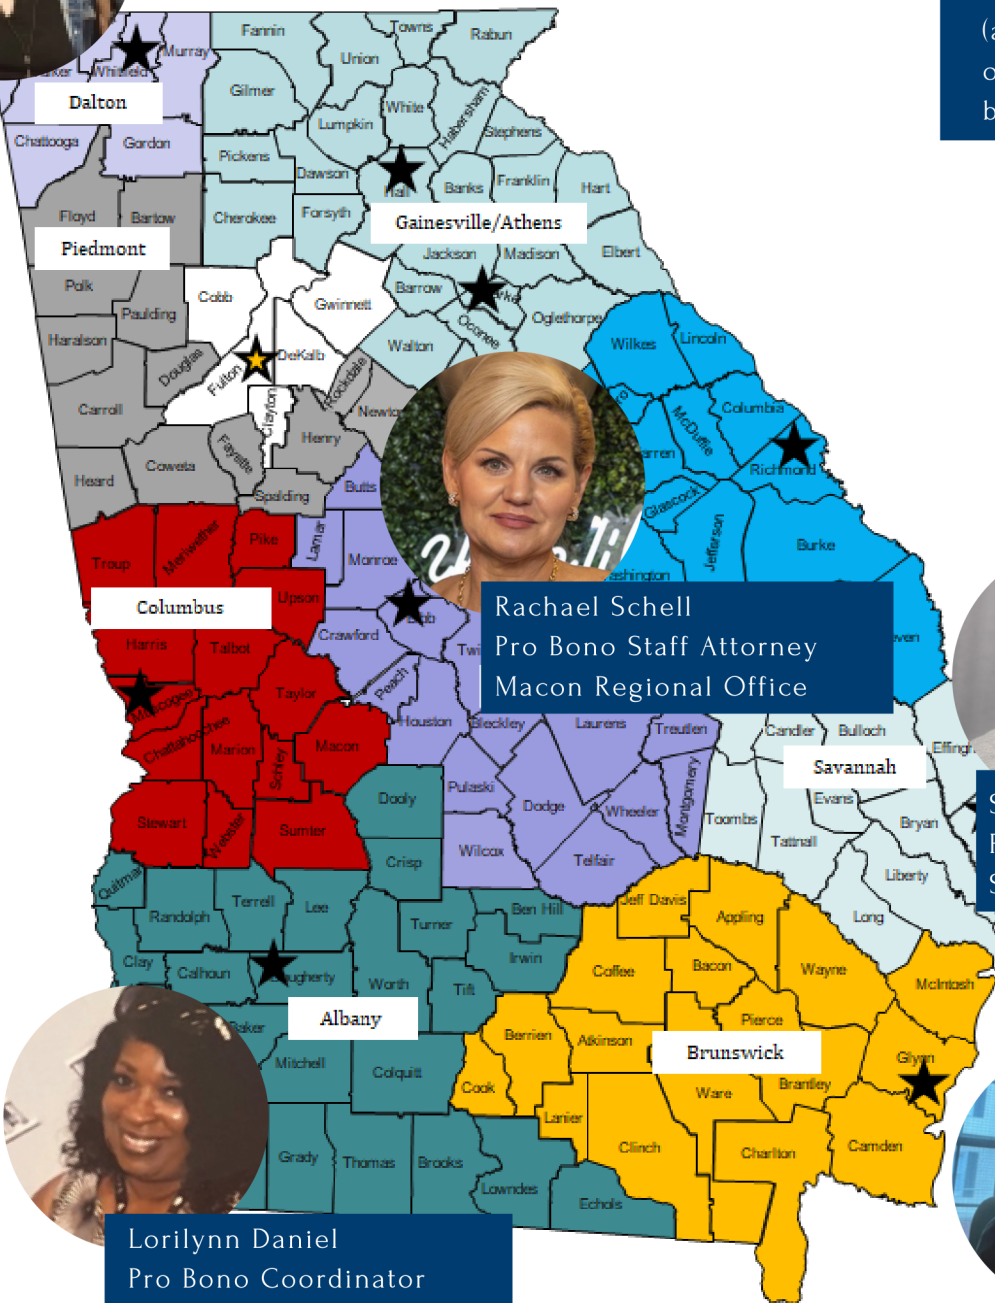 Fannin
Towns
Rabun
Murray
Union
Whitfield
Gilmer
White
Habersham
Dalton
Lumpkin
Stephens
Chattooga
Gordon
Pickens
Dawson
Hall
Banks
Franklin
Hart
Floyd
Bartow
Cherokee
Forsyth
Gainesville/Athens
Piedmont
Jackson
Madison
Elbert
Polk
Cobb
Gwinnett
Barrow
Paulding
Oconee
Oglethorpe
Haralson
Walton
Wilkes
Lincoln
Douglas
Fulton
DeKalb
Rockdale
Carroll
Clayton
Newto
McDuffie
Columbia
Henry
Fayette
Coweta
arren
Richmond
Heard
Spalding
Butts
Glascock
Troup
Meriwether
Pike
Lamar
Monroe
Jefferson
Burke
ashington
Columbus
Upson
Rachael Schell
Pro Bono Staff Attorney
Macon Regional Office
Harris
Talbot
Crawford
Twi
even
Muscogee
Taylor
Peach
Chattahoochee
Marion
Schley
Macon
Houston
Bleckley
Laurens
Treutlen
Candler
Bulloch
Effingh
Savannah
Stewart
Webster
Sumter
Dooly
Pulaski
Dodge
Wheeler
Montgomery
Toombs
Evans
Bryan
Tattnall
Wilcox
Telfair
Crisp
Liberty
Quitman
Randolph
Terrell
Lee
Turner
Ben Hill
Jeff Davis
Appling
Long
Clay
Calhoun
Dougherty
Worth
Tift
Irwin
Coffee
Bacon
Wayne
McIntosh
Albany
Baker
Mitchell
Colquitt
Berrien
Atkinson
Pierce
Brunswick
Glynn
Cook
Ware
Brantley
Lanier
Clinch
Charlton
Camden
Grady
Thomas
Brooks
Lowndes
Echols
Lorilynn Daniel
Pro Bono Coordinator